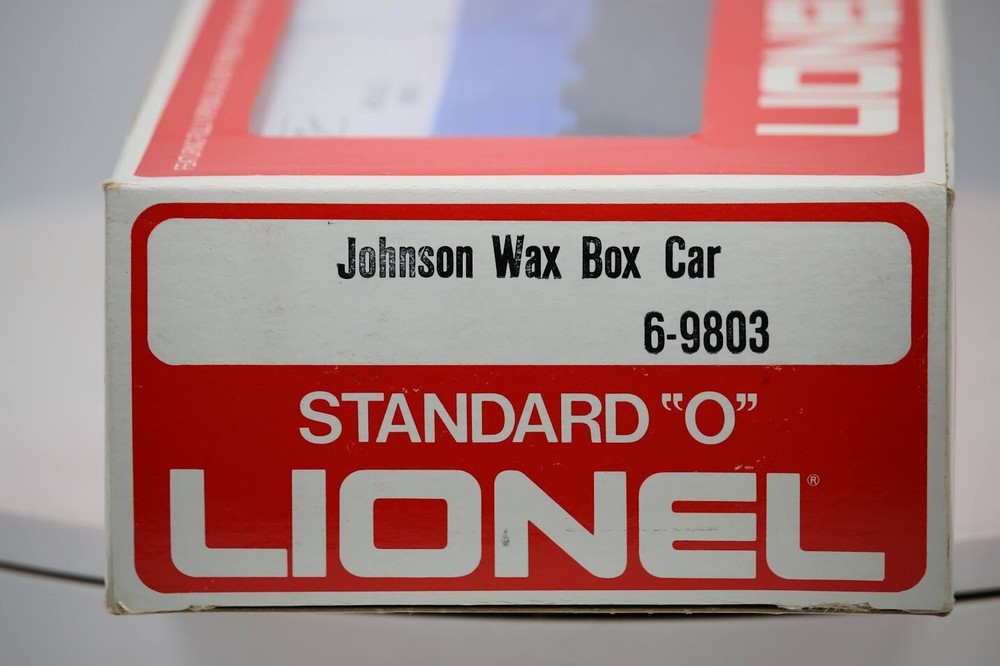 LIONEL
Johnson Wax Box Car
6-9803
STANDARD "O"
LIONEL®